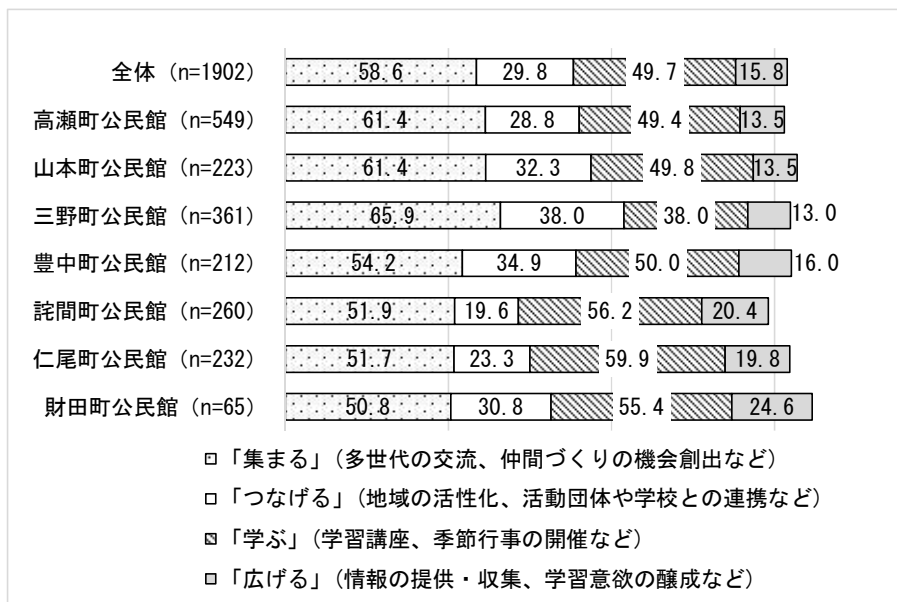 全体 (n=1902) 58.6 29.8 49.7 15.8
高瀬町公民館 (n=549) 61.4 28.8 49.4 13.5
山本町公民館 (n=223) 61.4 32.3 49.8 13.5
三野町公民館 (n=361) 65.9 38.0 38.0 13.0
豊中町公民館 (n=212) 54.2 34.9 50.0 16.0
詫間町公民館 (n=260) 51.9 19.6 56.2 20.4
仁尾町公民館 (n=232) 51.7 23.3 59.9 19.8
財田町公民館 (n=65) 50.8 30.8 55.4 24.6
「集まる」(多世代の交流、仲間づくりの機会創出など)
「つなげる」(地域の活性化、活動団体や学校との連携など)
「学ぶ」(学習講座、季節行事の開催など)
「広げる」(情報の提供・収集、学習意欲の醸成など)